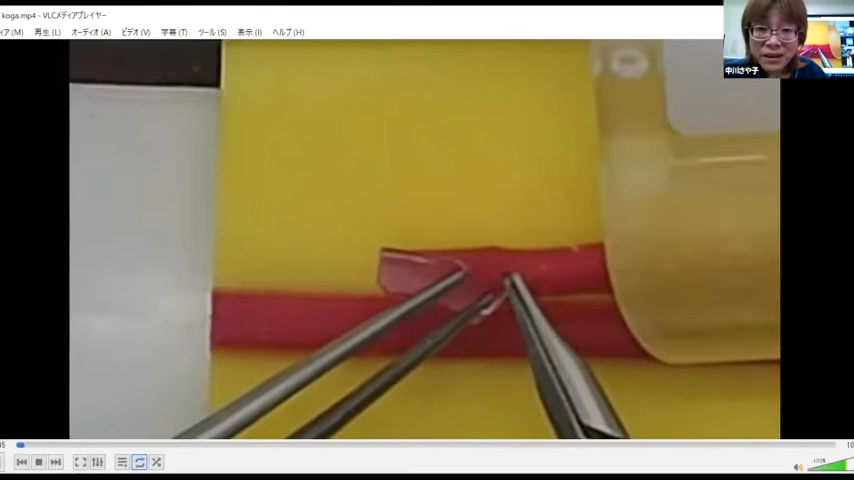 koga.mp4 - VLCメディアプレイヤー
ィア(M) 再生(L) オーディオ(A) ビデオ(V) 字幕(T) ツール(S) 表示(I) ヘルプ(H)
中川さや子
100%